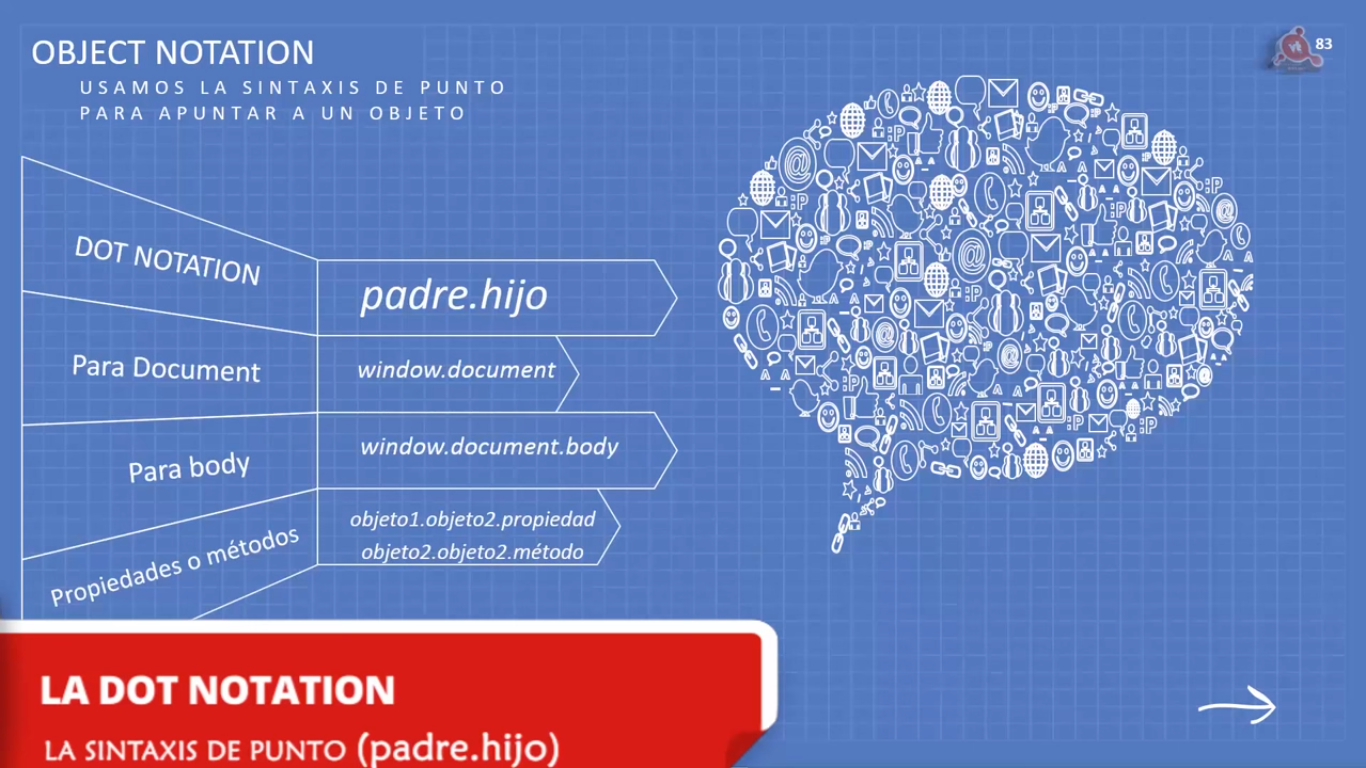 OBJECT NOTATION
USAMOS LA SINTAXIS DE PUNTO
PARA APUNTAR A UN OBJETO
83
DOT NOTATION
padre.hijo
Para Document
window.document
Para body
window.document.body
Propiedades o métodos
objeto1.objeto2.propiedad
objeto2.objeto2.método
LA DOT NOTATION
LA SINTAXIS DE PUNTO (padre.hijo)